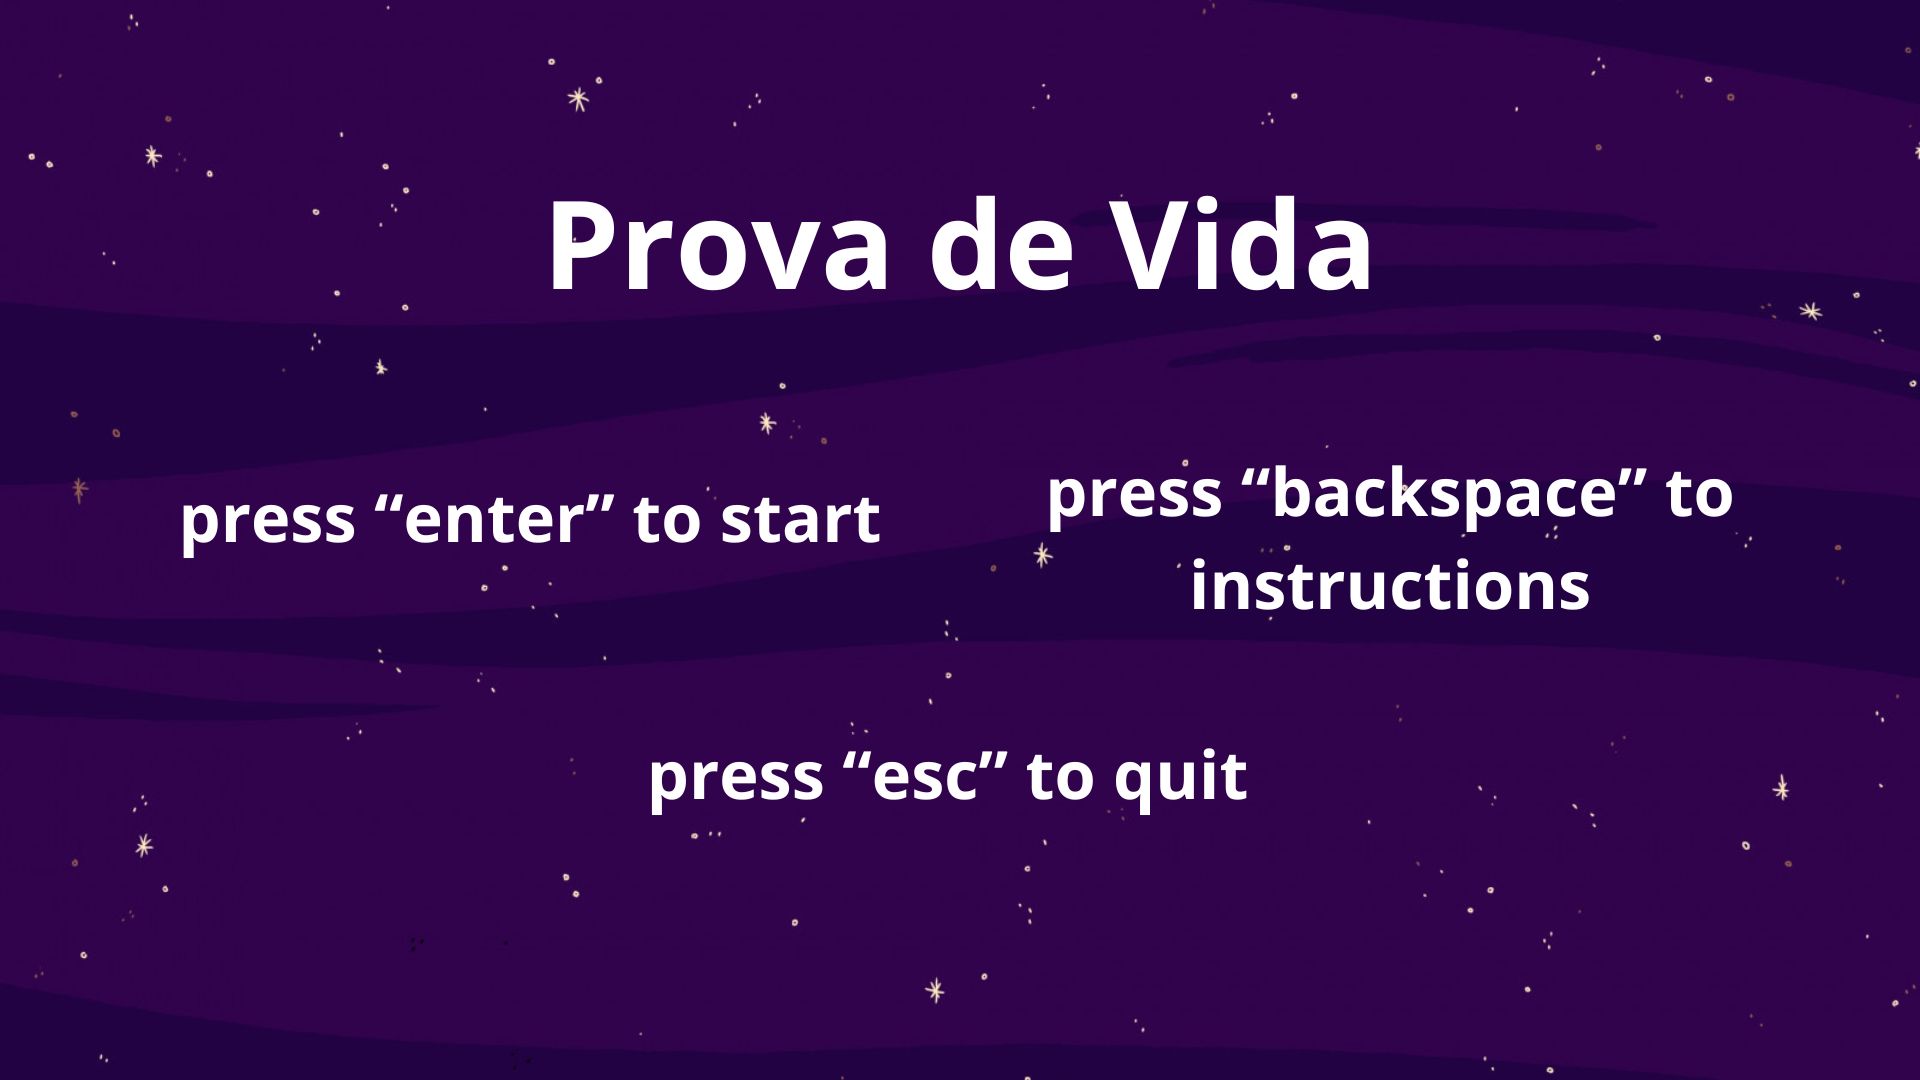 Prova de Vida
press “enter” to start
press “backspace” to
instructions
press “esc” to quit